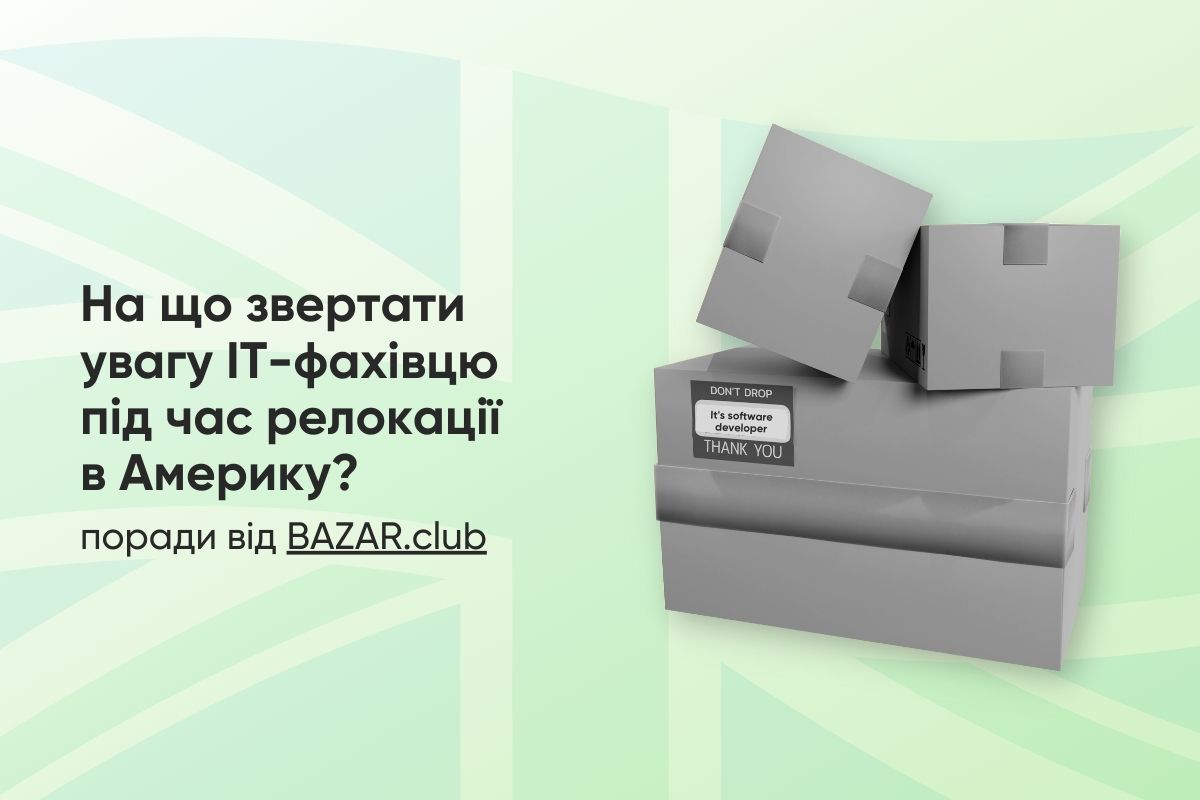 На що звертати
увагу ІТ-фахівцю
під час релокації
в Америку?
поради від BAZAR.club
DON'T DROP
It's software
developer
THANK YOU